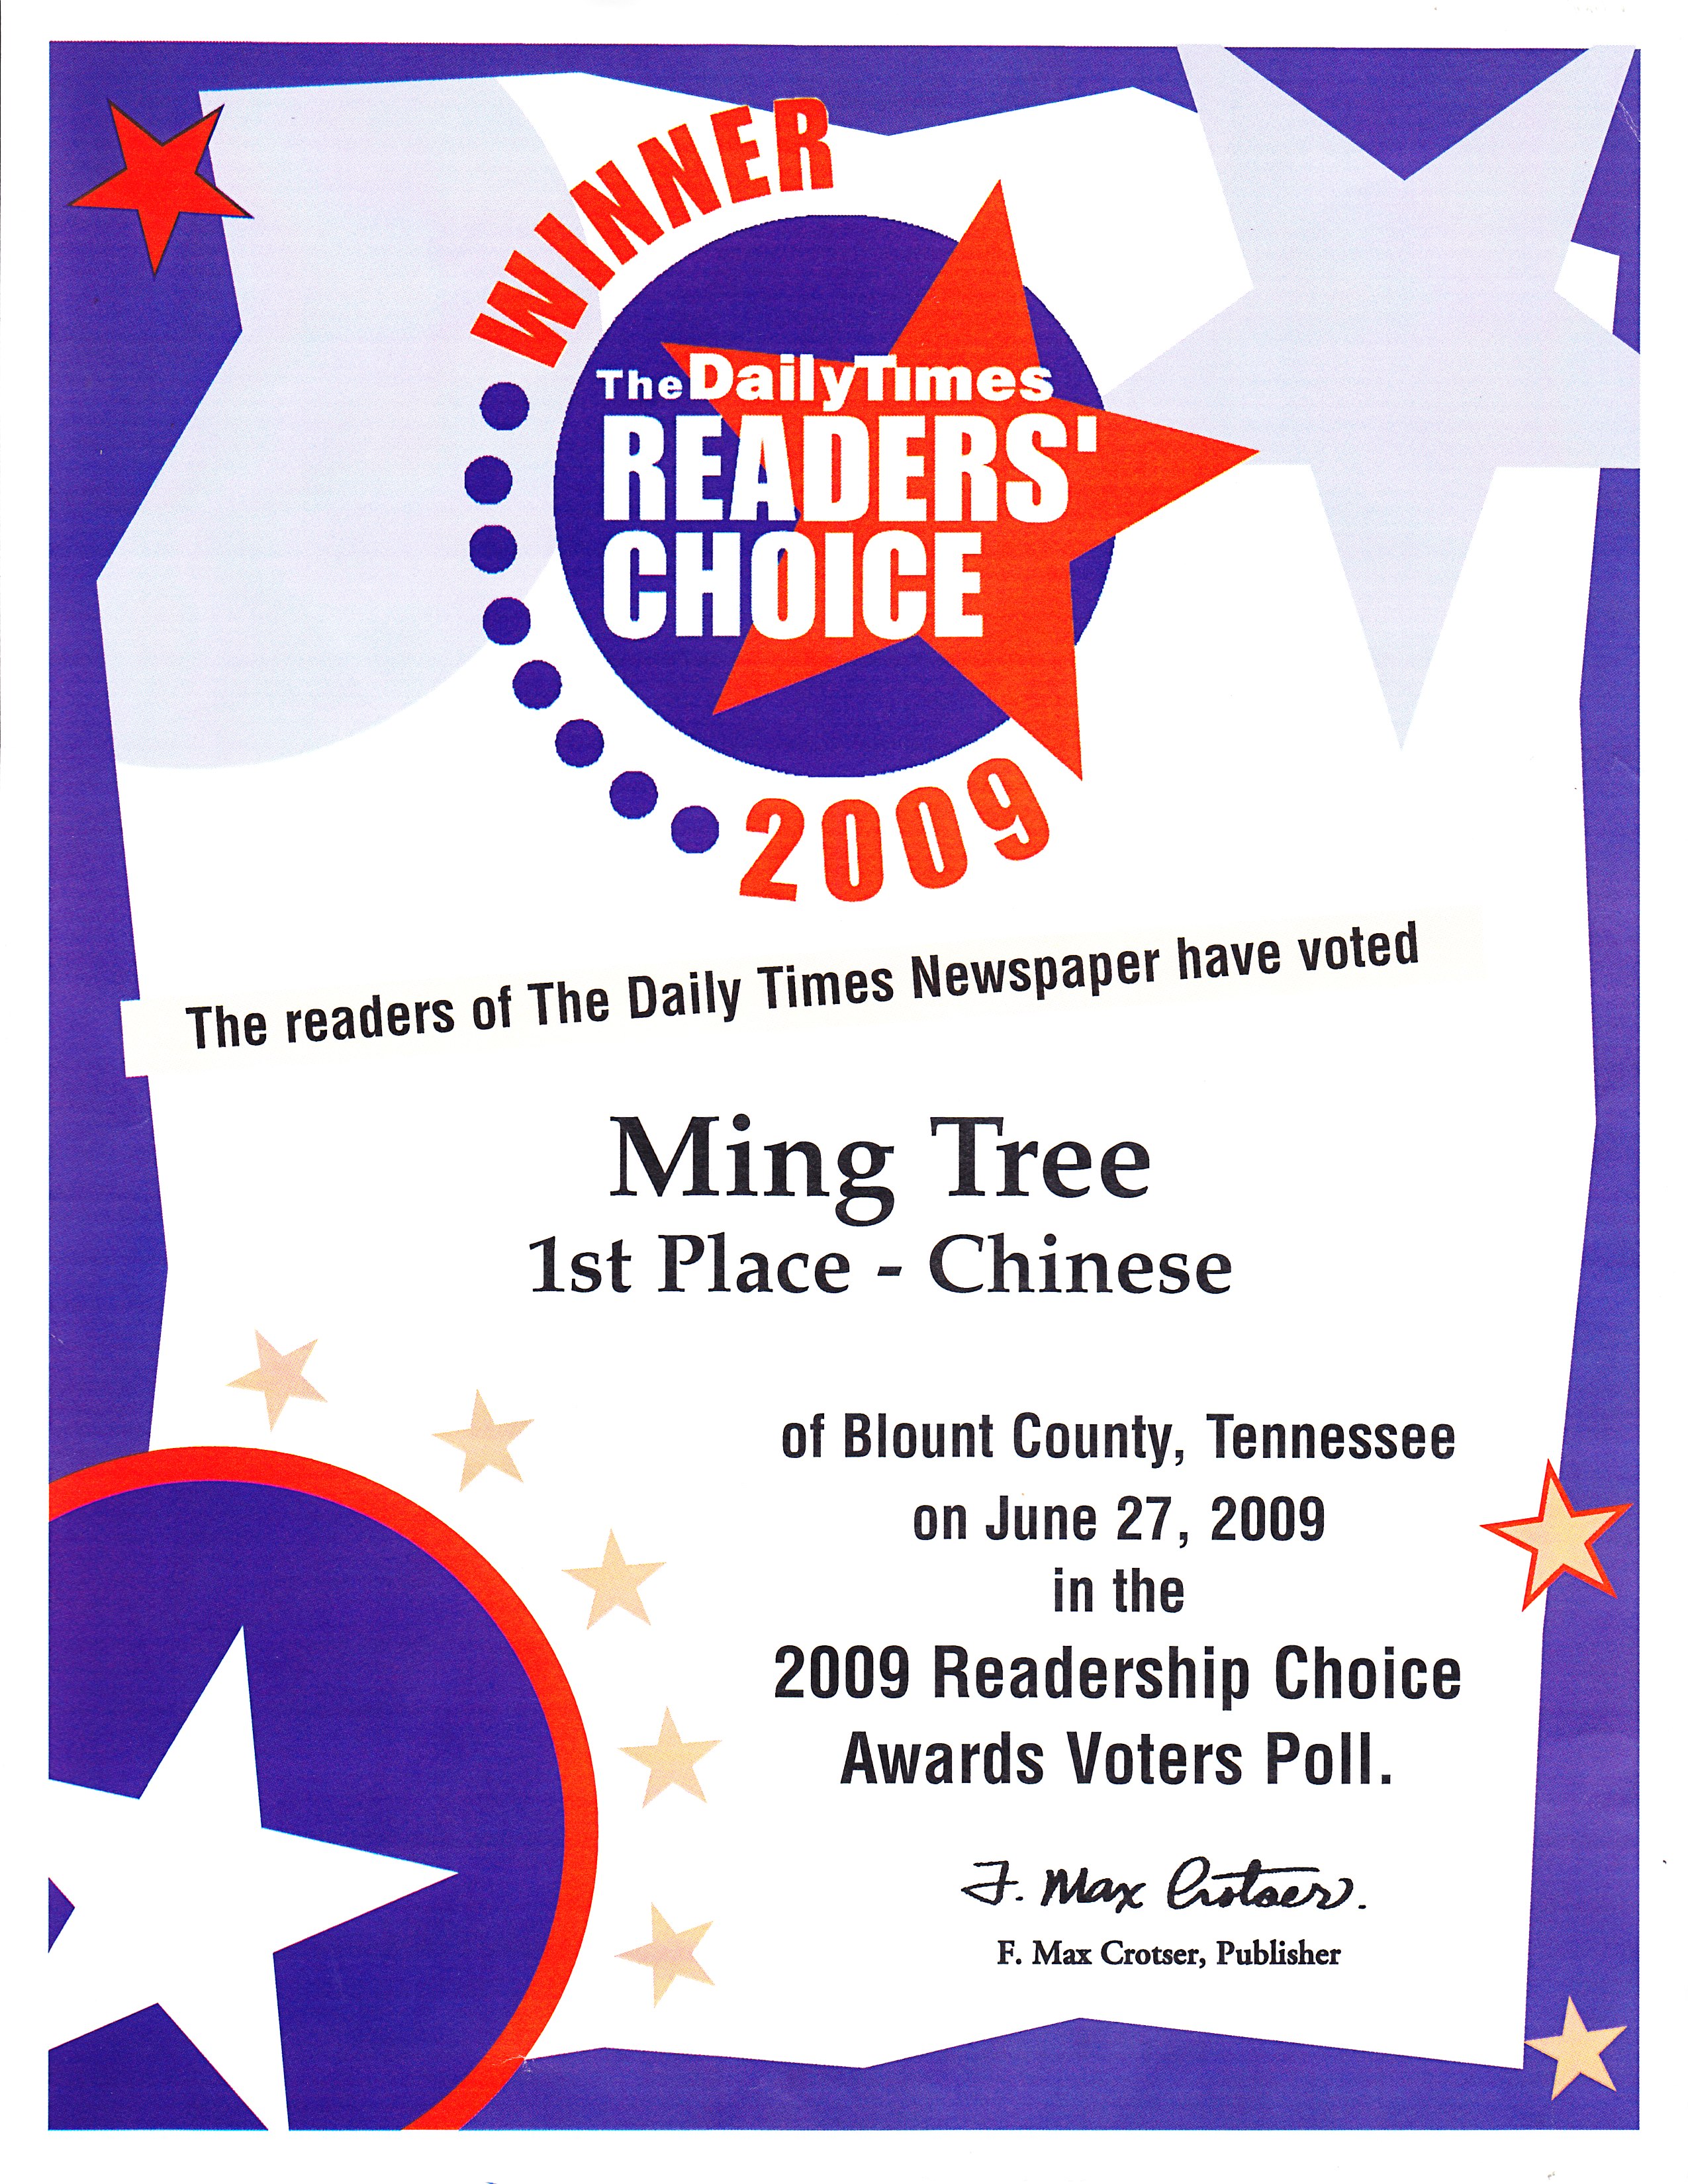 WINNER
The Daily Times
READERS'
CHOICE
2009
The readers of The Daily Times Newspaper have voted
Ming Tree
1st Place - Chinese
of Blount County, Tennessee
on June 27, 2009
in the
2009 Readership Choice
Awards Voters Poll.
F. Max Crotser.
F. Max Crotser, Publisher